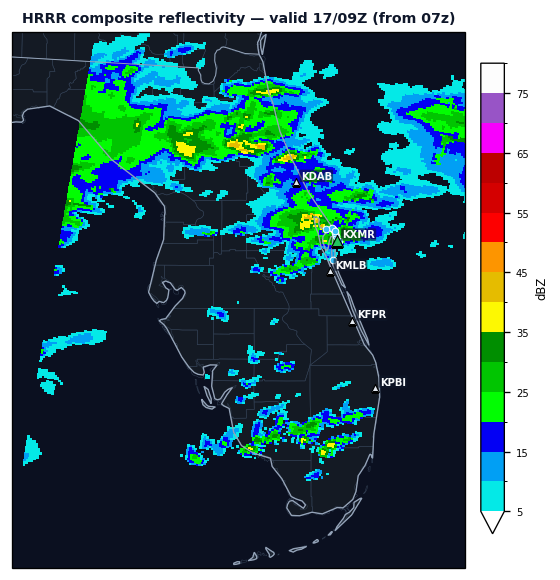 HRRR composite reflectivity — valid 17/09Z (from 07z)
KDAB
KXMR
KMLB
KFPR
KPBI
75
65
55
45
35
25
15
5
dBZ